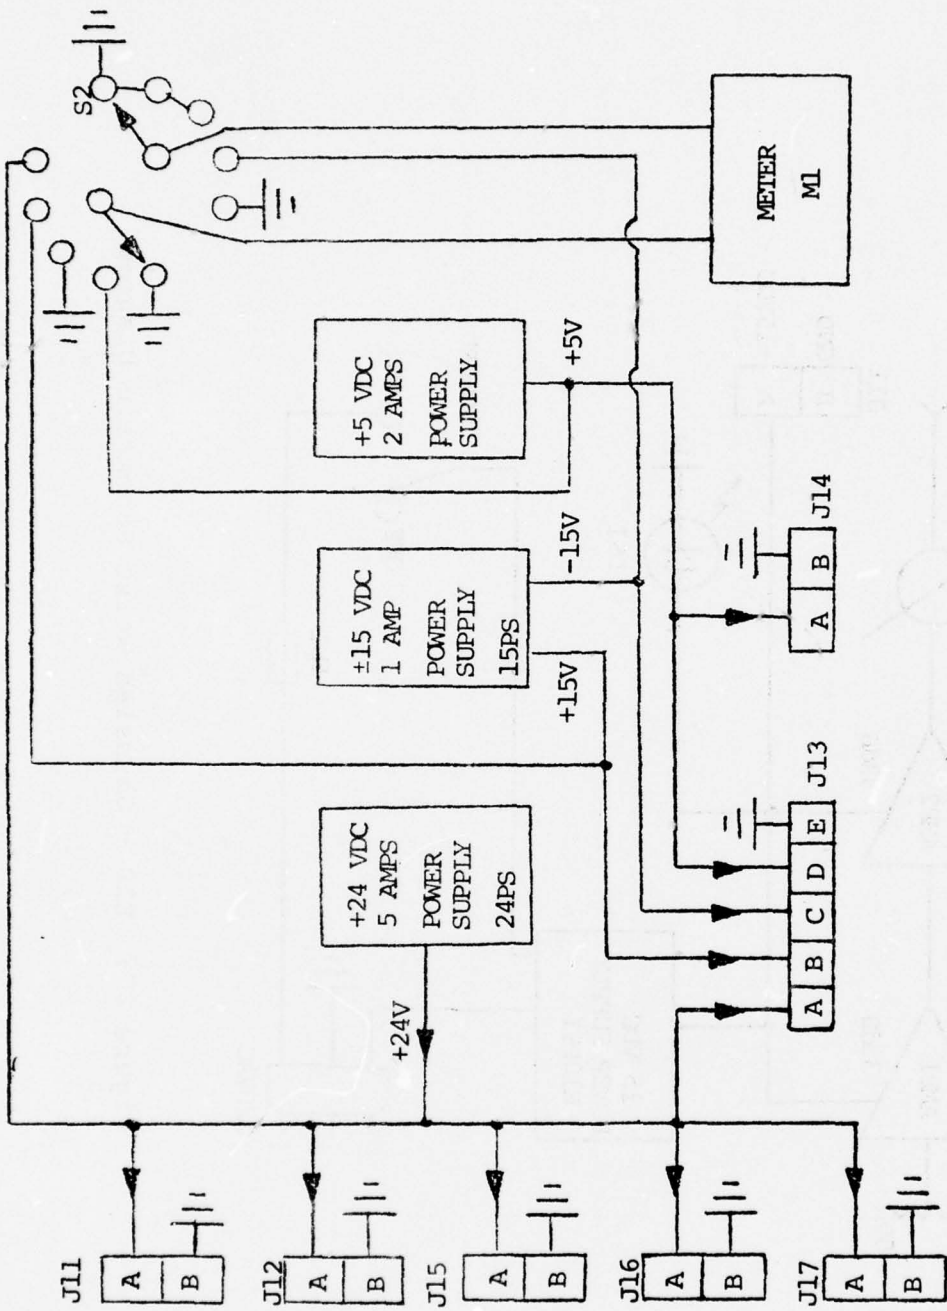 S2
METER
M1
+5 VDC
2 AMPS
POWER
SUPPLY
+5V
±15 VDC
1 AMP
POWER
SUPPLY
15PS
-15V
+15V
+24 VDC
5 AMPS
POWER
SUPPLY
24PS
+24V
J14
A B
J13
A B C D E
J11
A
B
J12
A
B
J15
A
B
J16
A
B
J17
A
B